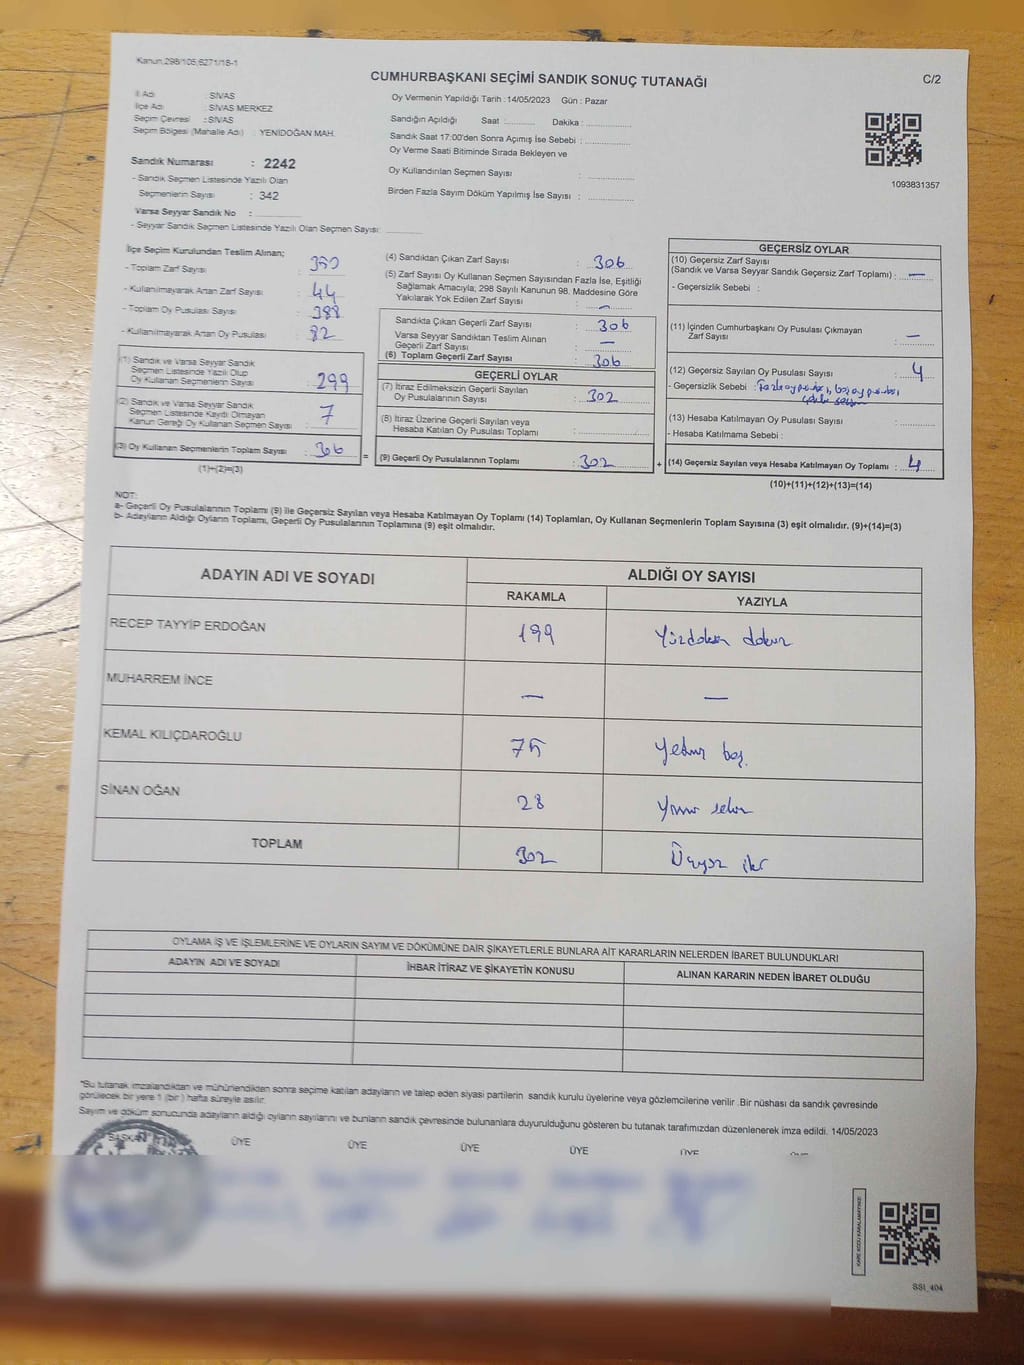 Kanun.298/105,6271/18-1
CUMHURBAŞKANI SEÇİMİ SANDIK SONUÇ TUTANAĞI
C/2
İl Adı : SİVAS
İlçe Adı : SİVAS MERKEZ
Seçim Çevresi : SİVAS
Seçim Bölgesi (Mahalle Adı) : YENİDOĞAN MAH.
Sandık Numarası : 2242
- Sandık Seçmen Listesinde Yazılı Olan
Seçmenlerin Sayısı : 342
Varsa Seyyar Sandık No :
- Seyyar Sandık Seçmen Listesinde Yazılı Olan Seçmen Sayısı:
Oy Vermenin Yapıldığı Tarih : 14/05/2023 Gün : Pazar
Sandığın Açıldığı Saat : Dakika :
Sandık Saat 17:00'den Sonra Açımış İse Sebebi :
Oy Verme Saati Bitiminde Sırada Bekleyen ve
Oy Kullandırılan Seçmen Sayısı :
Birden Fazla Sayım Döküm Yapılmış İse Sayısı :
1093831357
İlçe Seçim Kurulundan Teslim Alınan;
- Toplam Zarf Sayısı : 350
- Kullanılmayarak Artan Zarf Sayısı : 44
- Toplam Oy Pusulası Sayısı : 388
- Kullanılmayarak Artan Oy Pusulası : 82
(1) Sandık ve Varsa Seyyar Sandık
Seçmen Listesinde Yazılı Olup
Oy Kullanan Seçmenlerin Sayısı : 299
(2) Sandık ve Varsa Seyyar Sandık
Seçmen Listesinde Kaydı Olmayan
Kanun Gereği Oy Kullanan Seçmen Sayısı : 7
(3) Oy Kullanan Seçmenlerin Toplam Sayısı : 306
(1)+(2)=(3)
(4) Sandıktan Çıkan Zarf Sayısı : 306
(5) Zarf Sayısı Oy Kullanan Seçmen Sayısından Fazla İse, Eşitliği
Sağlamak Amacıyla, 298 Sayılı Kanunun 98. Maddesine Göre
Yakılarak Yok Edilen Zarf Sayısı : —
Sandıkta Çıkan Geçerli Zarf Sayısı : 306
Varsa Seyyar Sandıktan Teslim Alınan
Geçerli Zarf Sayısı : —
(6) Toplam Geçerli Zarf Sayısı : 306
GEÇERLİ OYLAR
(7) İtiraz Edilmeksizin Geçerli Sayılan
Oy Pusulalarının Sayısı : 302
(8) İtiraz Üzerine Geçerli Sayılan veya
Hesaba Katılan Oy Pusulası Toplamı :
= (9) Geçerli Oy Pusulalarının Toplamı : 302
GEÇERSİZ OYLAR
(10) Geçersiz Zarf Sayısı
(Sandık ve Varsa Seyyar Sandık Geçersiz Zarf Toplamı) : —
- Geçersizlik Sebebi :
(11) İçinden Cumhurbaşkanı Oy Pusulası Çıkmayan
Zarf Sayısı : —
(12) Geçersiz Sayılan Oy Pusulası Sayısı : 4
- Geçersizlik Sebebi : fazla oy pusulası, boş oy pusulası
(13) Hesaba Katılmayan Oy Pusulası Sayısı :
- Hesaba Katılmama Sebebi :
+ (14) Geçersiz Sayılan veya Hesaba Katılmayan Oy Toplamı : 4
(10)+(11)+(12)+(13)=(14)
NOT:
a- Geçerli Oy Pusulalarının Toplamı (9) ile Geçersiz Sayılan veya Hesaba Katılmayan Oy Toplamı (14) Toplamları, Oy Kullanan Seçmenlerin Toplam Sayısına (3) eşit olmalıdır. (9)+(14)=(3)
b- Adayların Aldığı Oyların Toplamı, Geçerli Oy Pusulalarının Toplamına (9) eşit olmalıdır.
ADAYIN ADI VE SOYADI
ALDIĞI OY SAYISI
RAKAMLA YAZIYLA
RECEP TAYYİP ERDOĞAN 199 Yüzdoksan dokuz
MUHARREM İNCE — —
KEMAL KILIÇDAROĞLU 75 Yetmiş beş.
SİNAN OĞAN 28 Yirmi sekiz
TOPLAM 302 Üçyüz iki
OYLAMA İŞ VE İŞLEMLERİNE VE OYLARIN SAYIM VE DÖKÜMÜNE DAİR ŞİKAYETLERLE BUNLARA AİT KARARLARIN NELERDEN İBARET BULUNDUKLARI
ADAYIN ADI VE SOYADI İHBAR İTİRAZ VE ŞİKAYETİN KONUSU ALINAN KARARIN NEDEN İBARET OLDUĞU
"Bu tutanak imzalandıktan ve mühürlendikten sonra seçime katılan adayların ve talep eden siyasi partilerin sandık kurulu üyelerine veya gözlemcilerine verilir .Bir nüshası da sandık çevresinde
görülecek bir yere 1 (bir ) hafta süreyle asılır.
Sayım ve döküm sonucunda adayların aldığı oyların sayılarını ve bunların sandık çevresinde bulunanlara duyurulduğunu gösteren bu tutanak tarafımızdan düzenlenerek imza edildi. 14/05/2023
BAŞKAN ÜYE ÜYE ÜYE ÜYE ÜYE ÜYE
KARE KODU KARALAMAYINIZ!
SSI_404